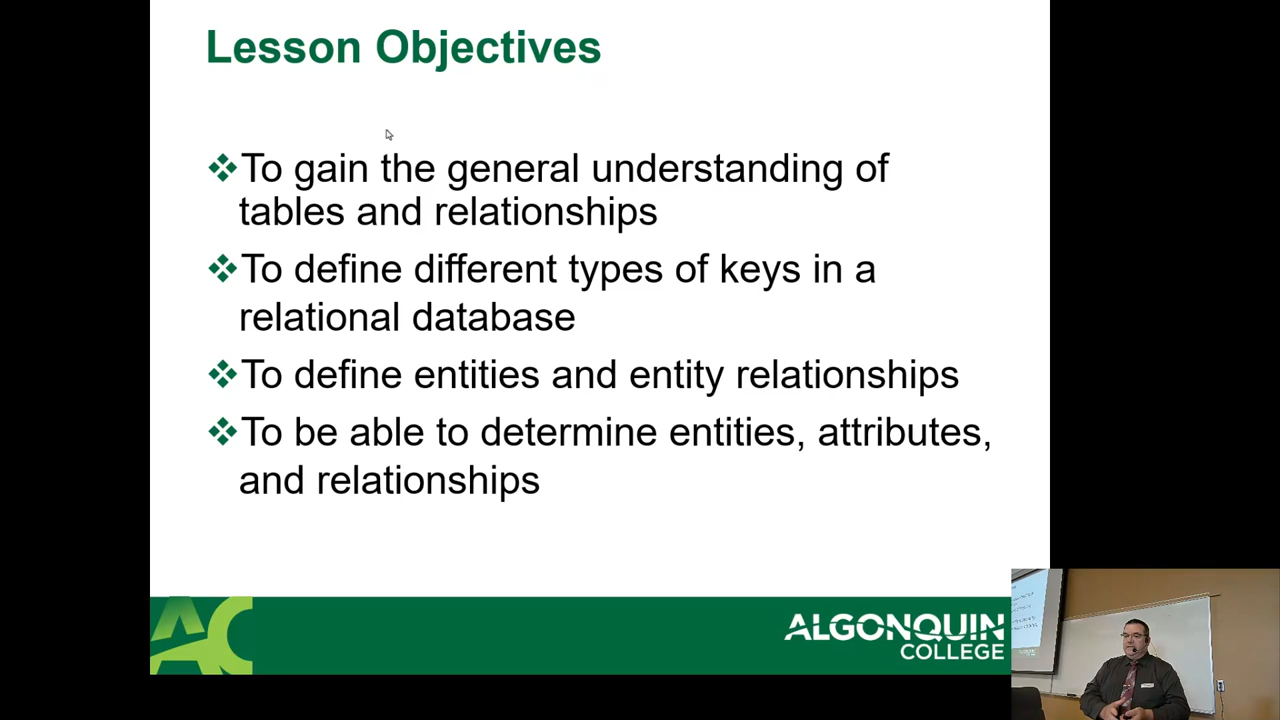 Lesson Objectives
To gain the general understanding of
tables and relationships
To define different types of keys in a
relational database
To define entities and entity relationships
To be able to determine entities, attributes,
and relationships
AC
ALGONQUIN
COLLEGE